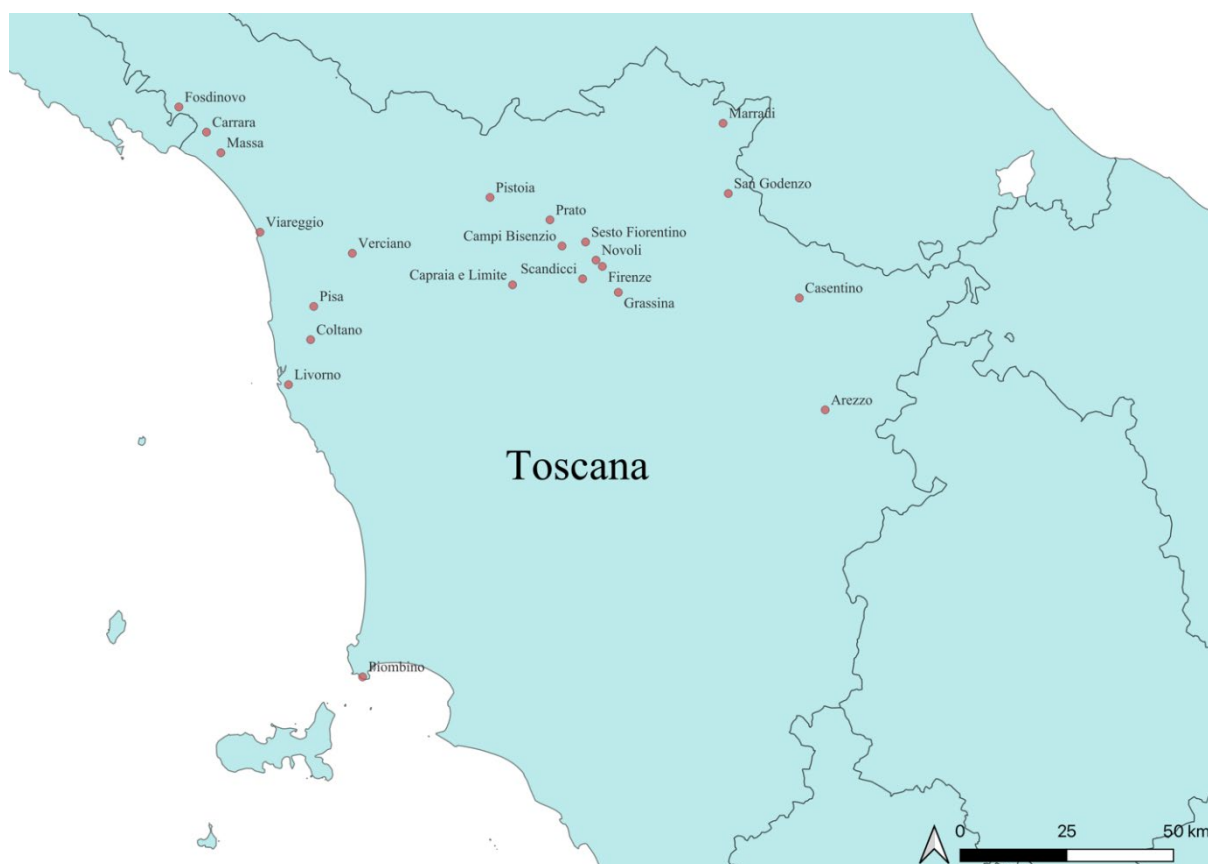 Fosdinovo
Carrara
Massa
Marradi
Pistoia
San Godenzo
Prato
Viareggio
Campi Bisenzio
Sesto Fiorentino
Verciano
Novoli
Capraia e Limite
Scandicci
Firenze
Grassina
Casentino
Pisa
Coltano
Livorno
Arezzo
Toscana
Piombino
0 25 50 km